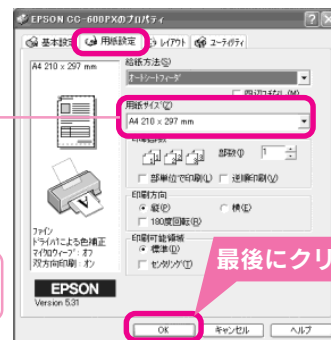 EPSON CC-600PXのプロパティ
基本設定
用紙設定
レイアウト
ユーティリティ
A4 210 × 297 mm
給紙方法(S)
オートシートフィーダ
用紙サイズ(Z)
A4 210 × 297 mm
部数(I) 1
部単位で印刷(L) 逆順印刷(V)
印刷方向
縦(P) 横(E)
180度回転(R)
印刷可能領域
標準(D)
センタリング(T)
ファイン
ドライバによる色補正
マイクロウィーブ:オフ
双方向印刷:オン
EPSON
Version 5.31
最後にクリ
OK キャンセル ヘルプ